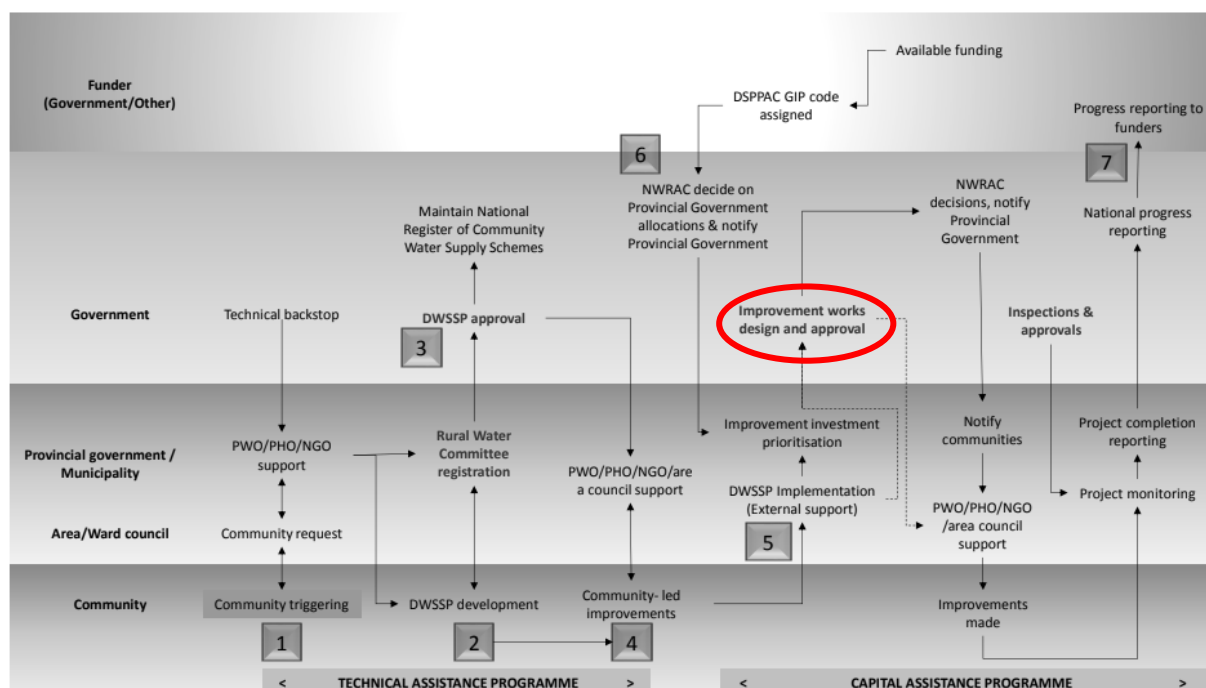 Available funding
Funder
(Government/Other)
DSPPAC GIP code
assigned
Progress reporting to
funders
6
7
NWRAC decide on
Provincial Government
allocations & notify
Provincial Government
NWRAC
decisions, notify
Provincial
Government
Maintain National
Register of Community
Water Supply Schemes
National progress
reporting
Government
Technical backstop
DWSSP approval
3
Improvement works
design and approval
Inspections &
approvals
Provincial government /
Municipality
PWO/PHO/NGO
support
Rural Water
Committee
registration
PWO/PHO/NGO/are
a council support
Improvement investment
prioritisation
Notify
communities
Project completion
reporting
DWSSP Implementation
(External support)
5
Project monitoring
Area/Ward council
Community request
PWO/PHO/NGO
/area council
support
Community
Community triggering
DWSSP development
Community- led
improvements
Improvements
made
1
2
4
< TECHNICAL ASSISTANCE PROGRAMME >
< CAPITAL ASSISTANCE PROGRAMME >